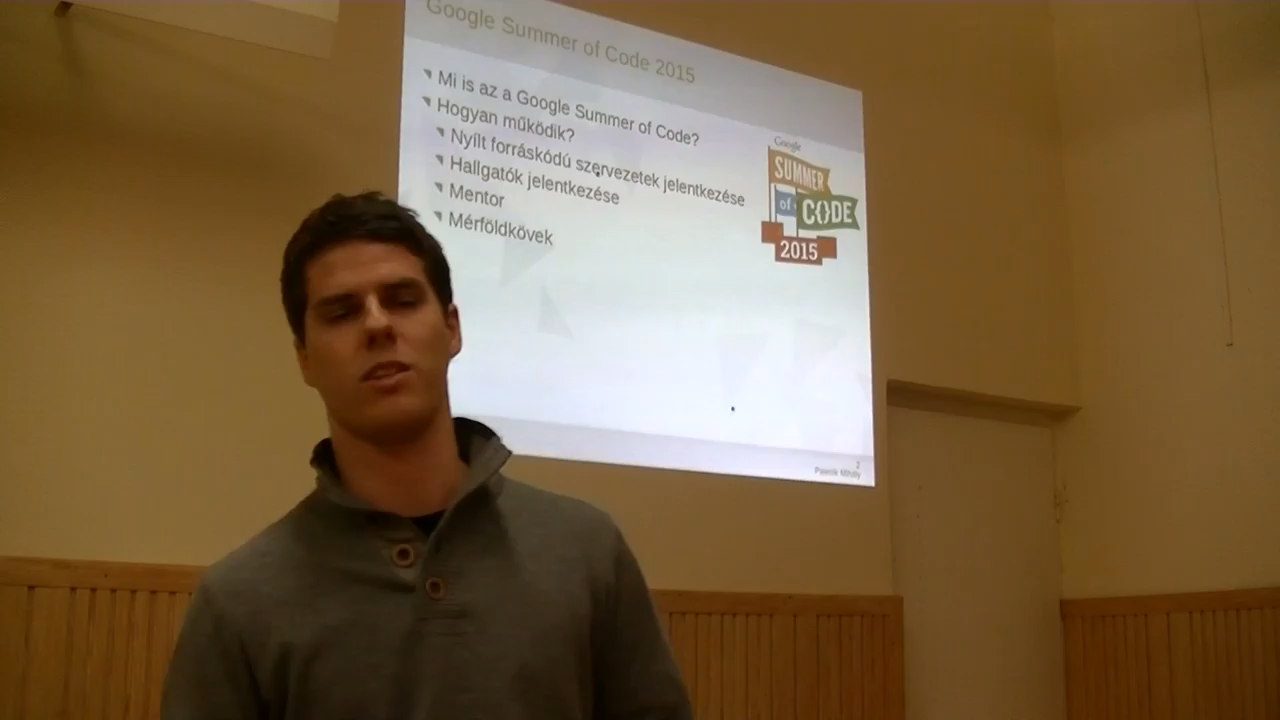 Google Summer of Code 2015
Mi is az a Google Summer of Code?
Hogyan működik?
Nyílt forráskódú szervezetek jelentkezése
Hallgatók jelentkezése
Mentor
Mérföldkövek
Google
SUMMER
of
CODE
2015
2